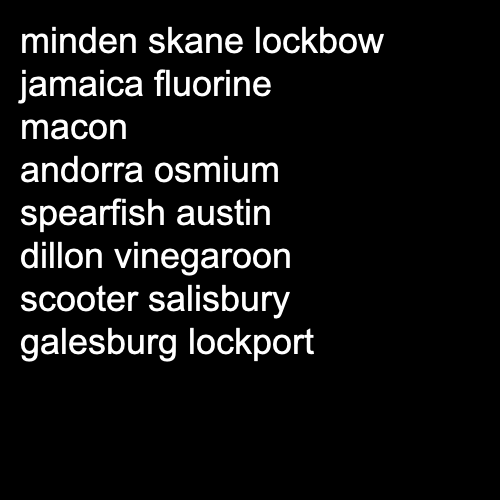 minden skane lockbow
jamaica fluorine
macon
andorra osmium
spearfish austin
dillon vinegaroon
scooter salisbury
galesburg lockport